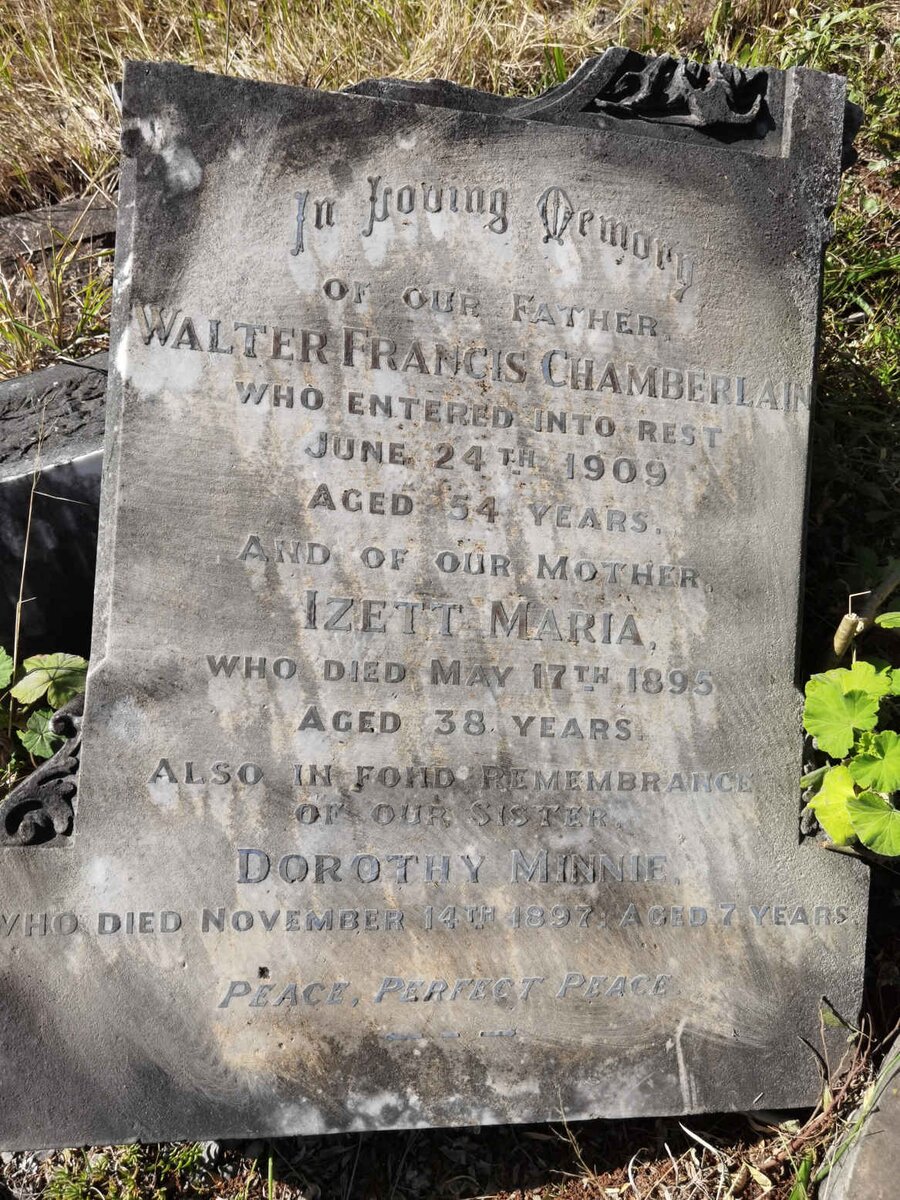 In Loving Memory
OF OUR FATHER,
WALTER FRANCIS CHAMBERLAIN
WHO ENTERED INTO REST
JUNE 24TH 1909
AGED 54 YEARS.
AND OF OUR MOTHER,
IZETT MARIA,
WHO DIED MAY 17TH 1895
AGED 38 YEARS.
ALSO IN FOND REMEMBRANCE
OF OUR SISTER,
DOROTHY MINNIE,
WHO DIED NOVEMBER 14TH 1897, AGED 7 YEARS
PEACE, PERFECT PEACE